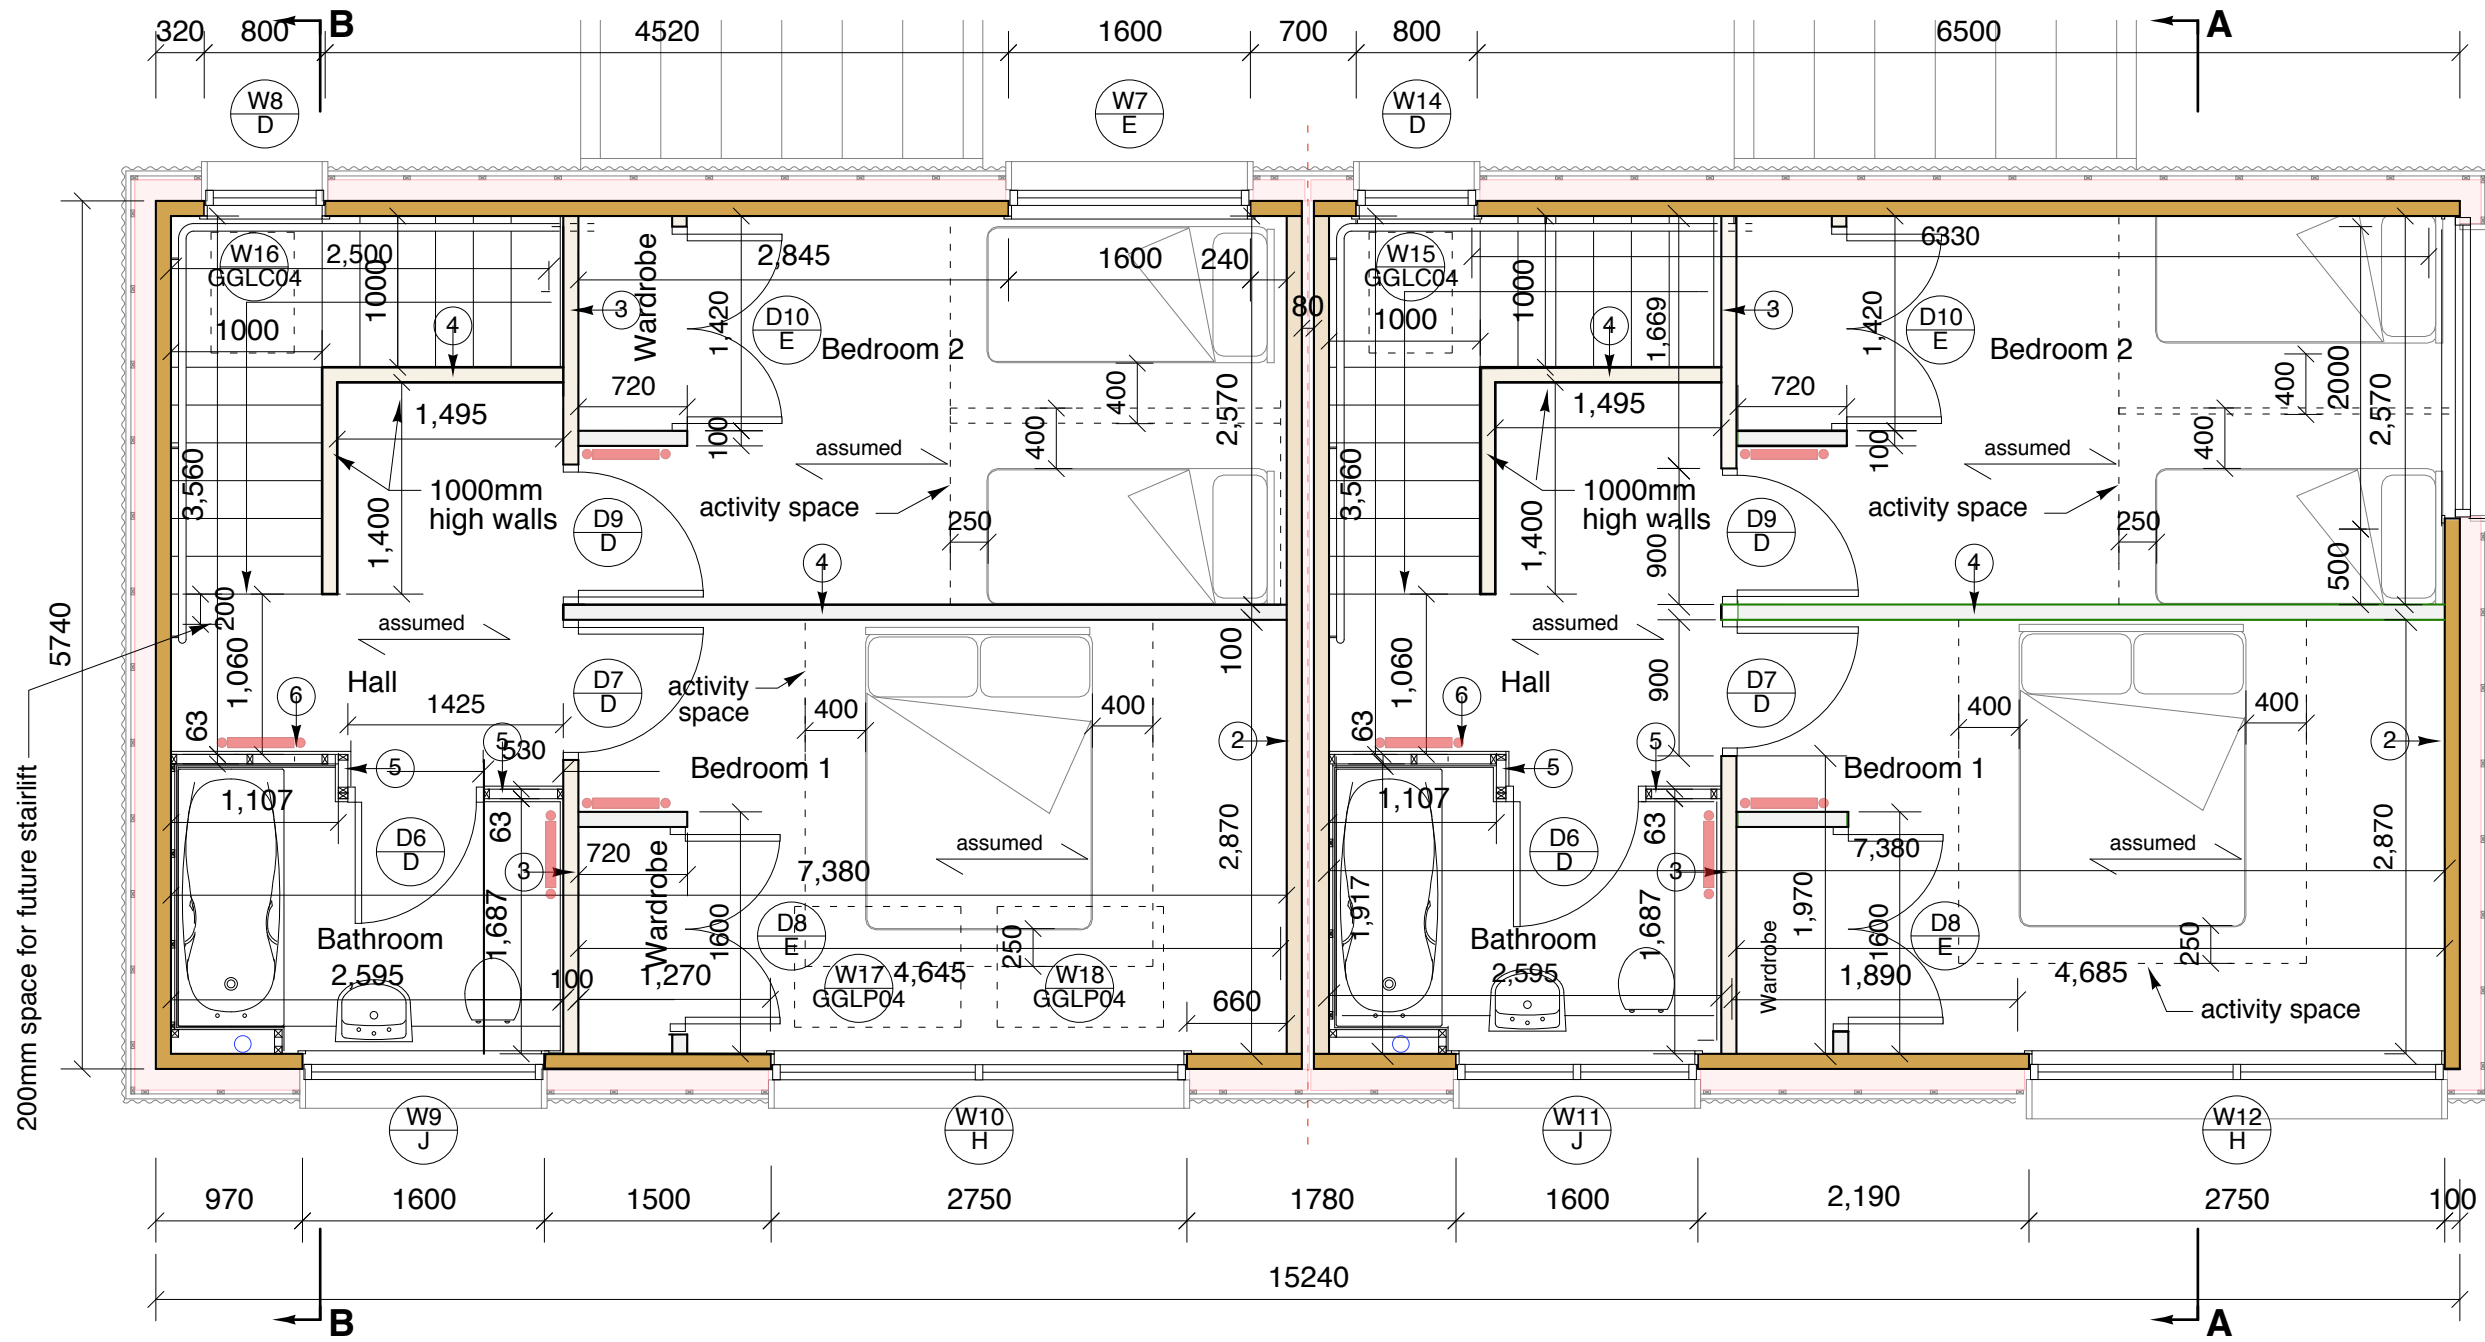 320
800
B
4520
1600
700
800
6500
A
W8
D
W7
E
W14
D
W16
GGLC04
2,500
1000
1000
4
3
Wardrobe
2,845
1,420
D10
E
Bedroom 2
1600
240
80
W15
GGLC04
1000
1000
4
1,669
3
6330
1,420
D10
E
Bedroom 2
720
1,495
100
400
400
2,570
assumed
activity space
250
3,560
1,400
1000mm
high walls
D9
D
4
720
1,495
100
400
400
2000
2,570
500
assumed
activity space
250
3,560
1,400
1000mm
high walls
D9
D
900
4
5740
200
1,060
63
assumed
Hall
6
1425
5
530
5
D7
D
activity
space
400
400
100
2
Bedroom 1
1,060
63
assumed
Hall
6
900
5
5
D7
D
400
400
2
Bedroom 1
200mm space for future stairlift
1,107
D6
D
63
3
1,687
720
Wardrobe
1600
7,380
assumed
2,870
D8
E
250
Bathroom
2,595
100
1,270
W17
GGLP04
4,645
W18
GGLP04
660
1,107
1,917
D6
D
63
3
1,687
Bathroom
2,595
Wardrobe
1,970
1600
7,380
assumed
2,870
D8
E
250
1,890
4,685
activity space
W9
J
W10
H
W11
J
W12
H
970
1600
1500
2750
1780
1600
2,190
2750
100
15240
B
A